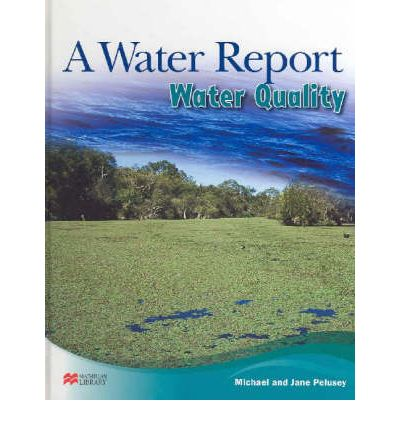 A Water Report
Water Quality
MACMILLAN
LIBRARY
Michael and Jane Pelusey